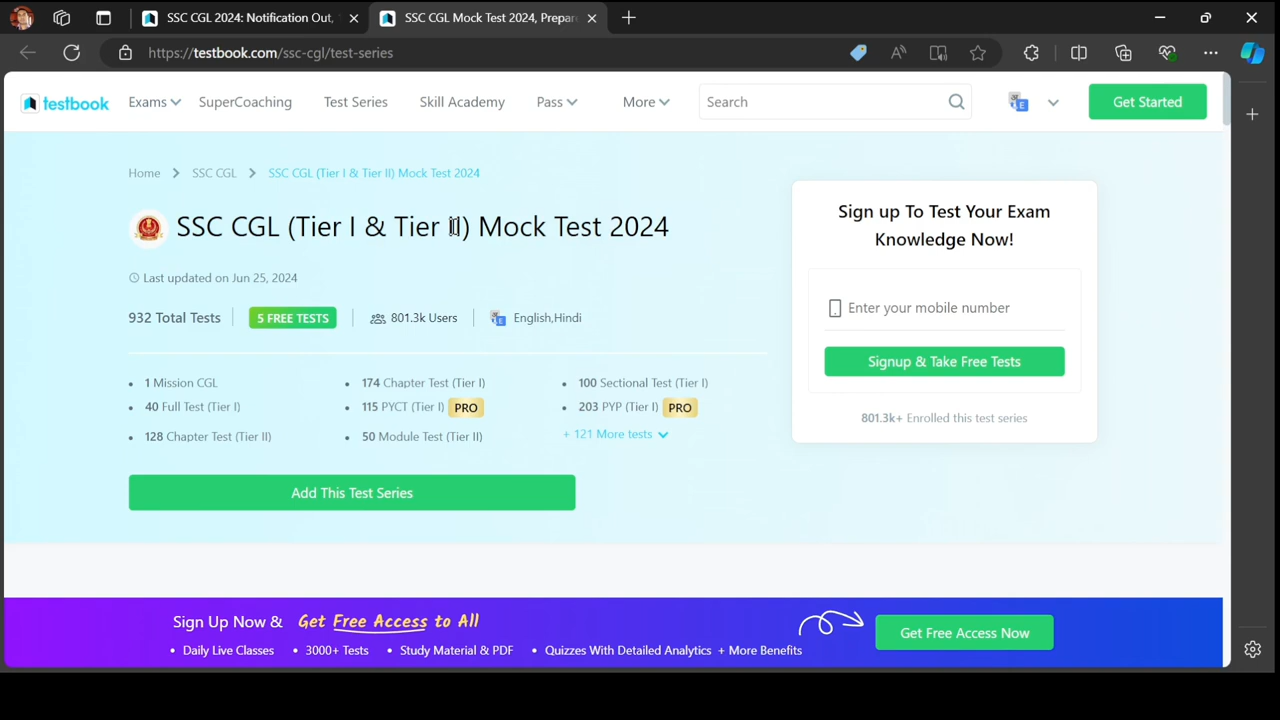 SSC CGL 2024: Notification Out,
SSC CGL Mock Test 2024, Prepar
https://testbook.com/ssc-cgl/test-series
testbook
Exams
SuperCoaching
Test Series
Skill Academy
Pass
More
Search
Get Started
Home
SSC CGL
SSC CGL (Tier I & Tier II) Mock Test 2024
SSC CGL (Tier I & Tier II) Mock Test 2024
Last updated on Jun 25, 2024
932 Total Tests
5 FREE TESTS
801.3k Users
English,Hindi
1 Mission CGL
174 Chapter Test (Tier I)
100 Sectional Test (Tier I)
40 Full Test (Tier I)
115 PYCT (Tier I) PRO
203 PYP (Tier I) PRO
128 Chapter Test (Tier II)
50 Module Test (Tier II)
+ 121 More tests
Add This Test Series
Sign up To Test Your Exam
Knowledge Now!
Enter your mobile number
Signup & Take Free Tests
801.3k+ Enrolled this test series
Sign Up Now & Get Free Access to All
• Daily Live Classes • 3000+ Tests • Study Material & PDF • Quizzes With Detailed Analytics + More Benefits
Get Free Access Now